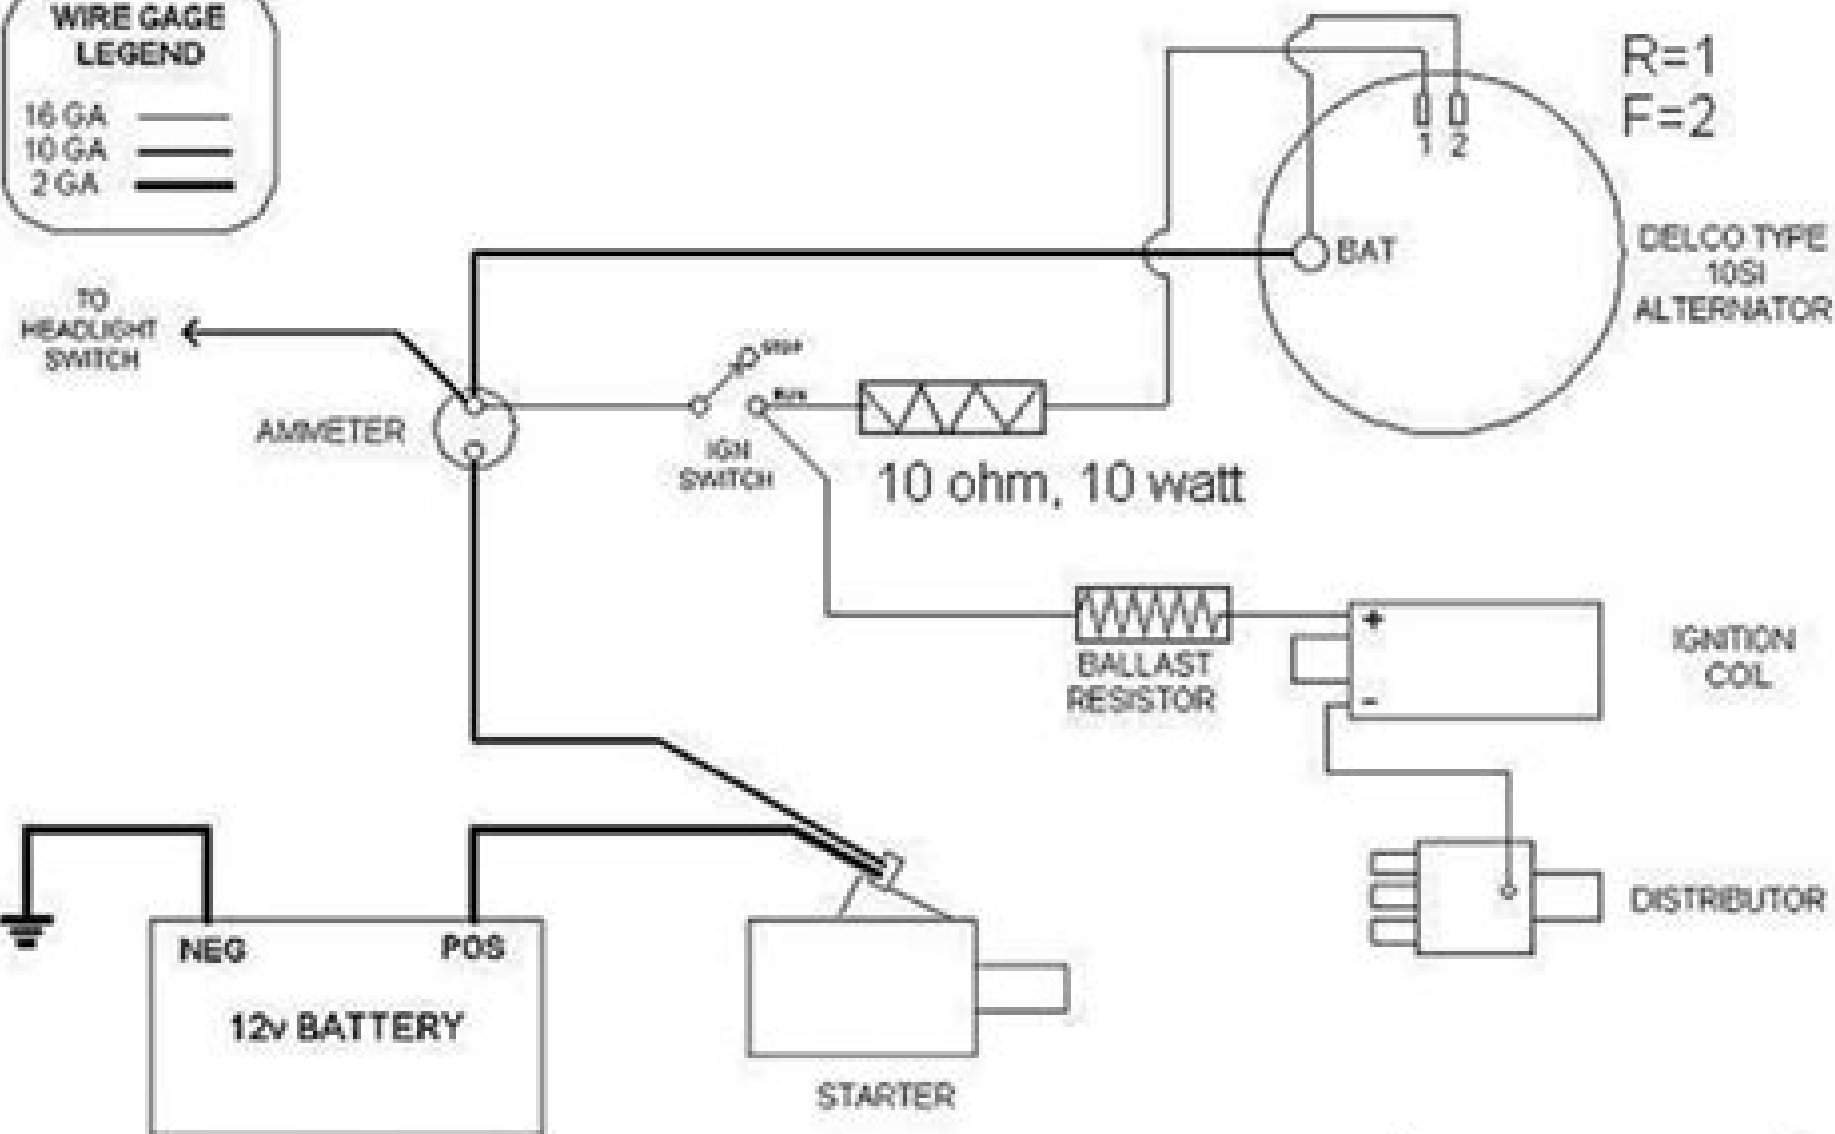 WIRE GAGE
LEGEND
16 GA
10 GA
2 GA
R=1
F=2
1 2
BAT
DELCO TYPE
10SI
ALTERNATOR
TO
HEADLIGHT
SWITCH
AMMETER
STOP
RUN
IGN
SWITCH
10 ohm, 10 watt
BALLAST
RESISTOR
+
-
IGNITION
COIL
DISTRIBUTOR
NEG POS
12v BATTERY
STARTER